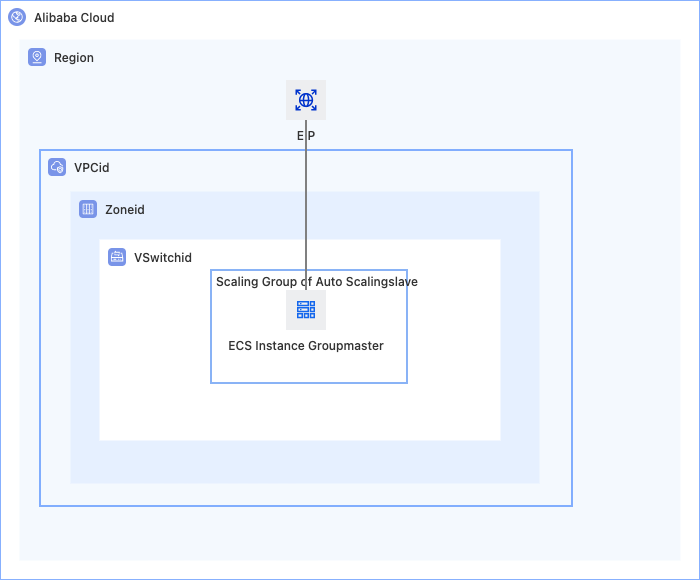 Alibaba Cloud
Region
EIP
VPCid
Zoneid
VSwitchid
Scaling Group of Auto Scalingslave
ECS Instance Groupmaster